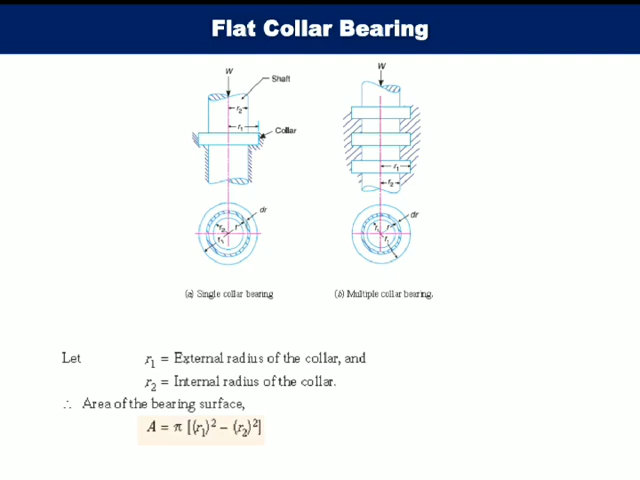 Flat Collar Bearing
W
Shaft
r2
r1
Collar
dr
r2
r
r1
(a) Single collar bearing
W
r1
r2
dr
r2
r
r1
(b) Multiple collar bearing.
Let r₁ = External radius of the collar, and
r₂ = Internal radius of the collar.
∴ Area of the bearing surface,
A = π [(r₁)² – (r₂)²]